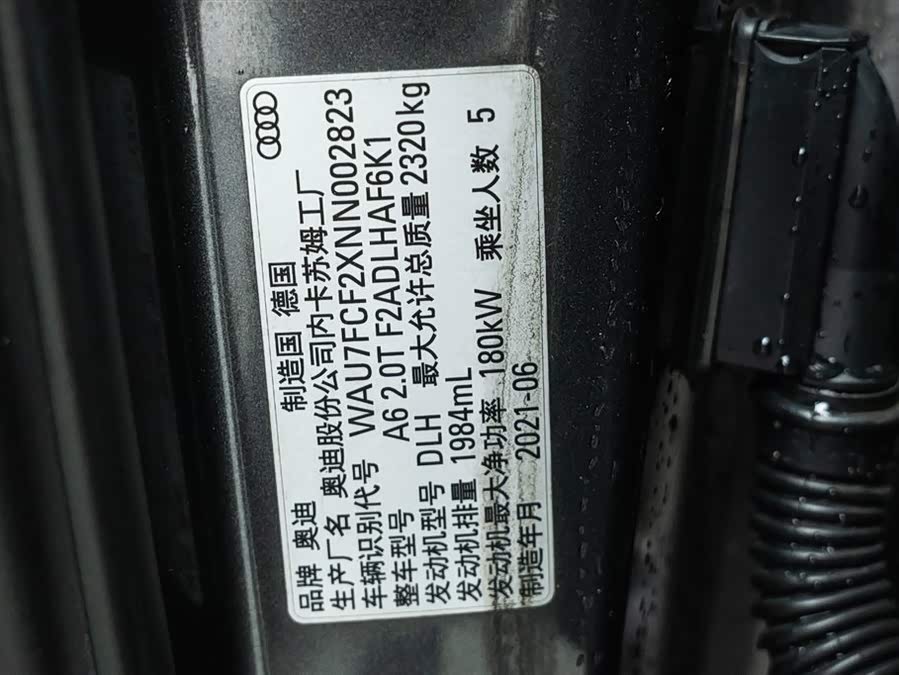 品牌 奥迪 制造国 德国
生产厂名 奥迪股份公司内卡苏姆工厂
车辆识别代号 WAU7FCF2XNN002823
整车型号 A6 2.0T F2ADLHAF6K1
发动机型号 DLH 最大允许总质量 2320kg
发动机排量 1984mL
发动机最大净功率 180kW 乘坐人数 5
制造年月 2021-06